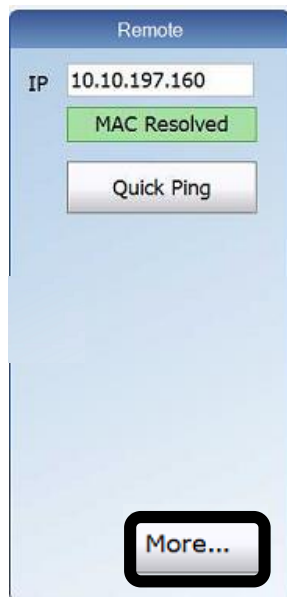 Remote
IP 10.10.197.160
MAC Resolved
Quick Ping
More...